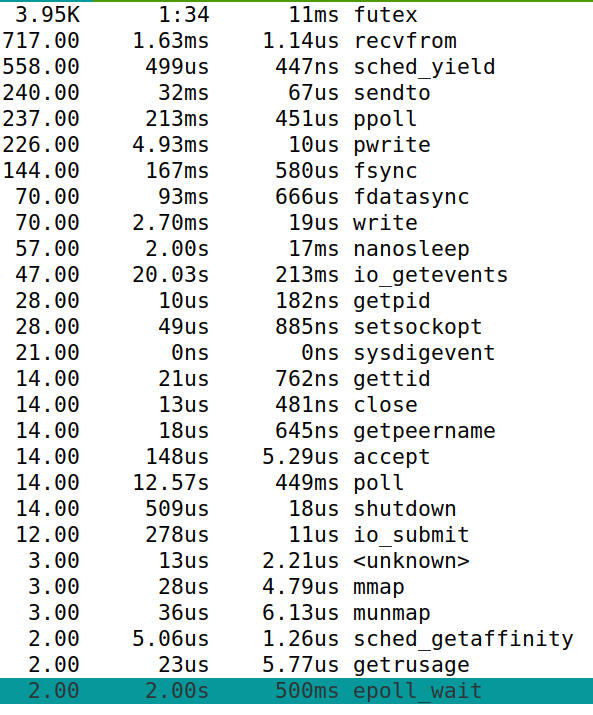 3.95K 1:34 11ms futex
717.00 1.63ms 1.14us recvfrom
558.00 499us 447ns sched_yield
240.00 32ms 67us sendto
237.00 213ms 451us ppoll
226.00 4.93ms 10us pwrite
144.00 167ms 580us fsync
70.00 93ms 666us fdatasync
70.00 2.70ms 19us write
57.00 2.00s 17ms nanosleep
47.00 20.03s 213ms io_getevents
28.00 10us 182ns getpid
28.00 49us 885ns setsockopt
21.00 0ns 0ns sysdigevent
14.00 21us 762ns gettid
14.00 13us 481ns close
14.00 18us 645ns getpeername
14.00 148us 5.29us accept
14.00 12.57s 449ms poll
14.00 509us 18us shutdown
12.00 278us 11us io_submit
3.00 13us 2.21us <unknown>
3.00 28us 4.79us mmap
3.00 36us 6.13us munmap
2.00 5.06us 1.26us sched_getaffinity
2.00 23us 5.77us getrusage
2.00 2.00s 500ms epoll_wait